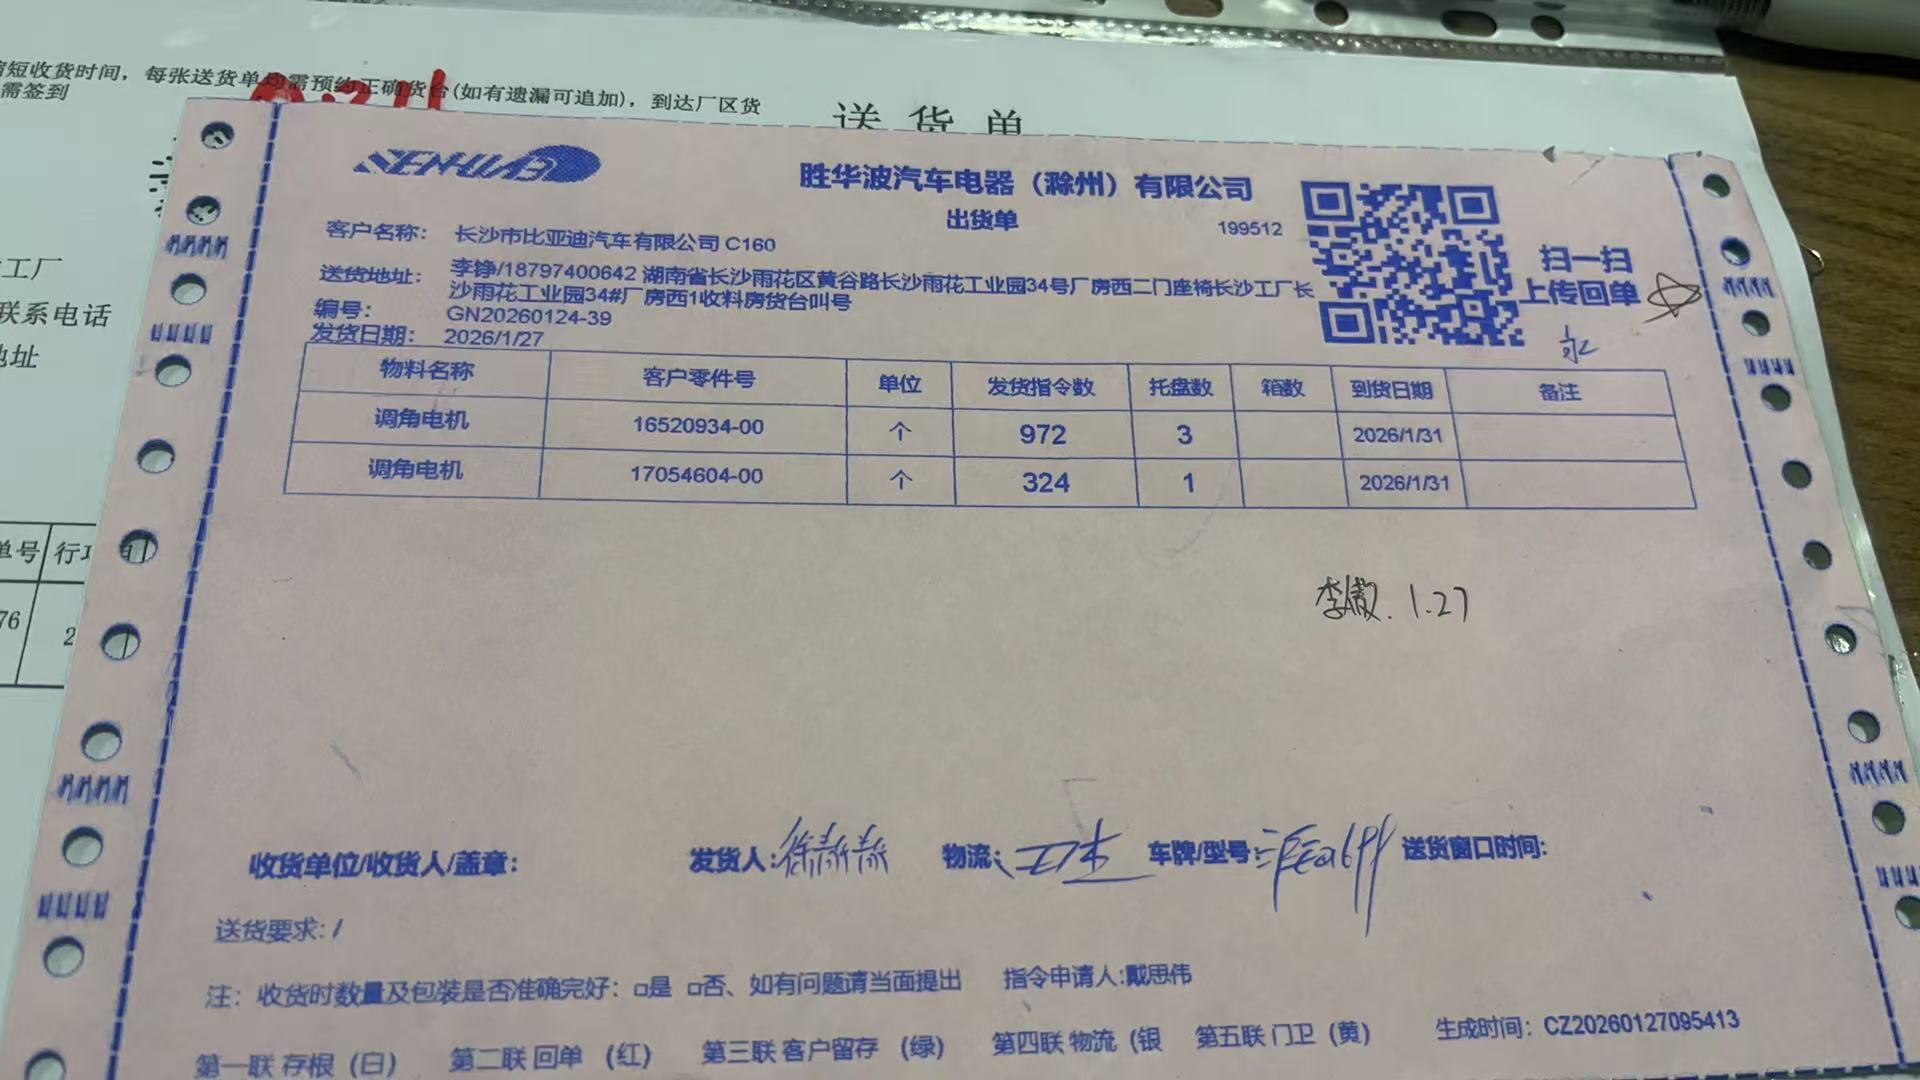 缩短收货时间，每张送货单均需预约正确货台(如有遗漏可追加)，到达厂区货
需签到
送货单
工厂
联系电话
地址
单号 行项
76 2
SENHUAB
胜华波汽车电器（滁州）有限公司
出货单
199512
客户名称： 长沙市比亚迪汽车有限公司 C160
送货地址： 李铮/18797400642 湖南省长沙雨花区黄谷路长沙雨花工业园34号厂房西二门座椅长沙工厂长
沙雨花工业园34#厂房西1收料房货台叫号
编号： GN20260124-39
发货日期： 2026/1/27
扫一扫
上传回单
物料名称 客户零件号 单位 发货指令数 托盘数 箱数 到货日期 备注
调角电机 16520934-00 个 972 3 2026/1/31
调角电机 17054604-00 个 324 1 2026/1/31
1.27
收货单位/收货人/盖章： 发货人: 物流: 车牌/型号: 送货窗口时间:
送货要求: /
注： 收货时数量及包装是否准确完好：□是 □否、如有问题请当面提出 指令申请人:戴思伟
第一联 存根（白） 第二联 回单 （红） 第三联 客户留存 （绿） 第四联 物流（银 第五联 门卫（黄） 生成时间： CZ20260127095413